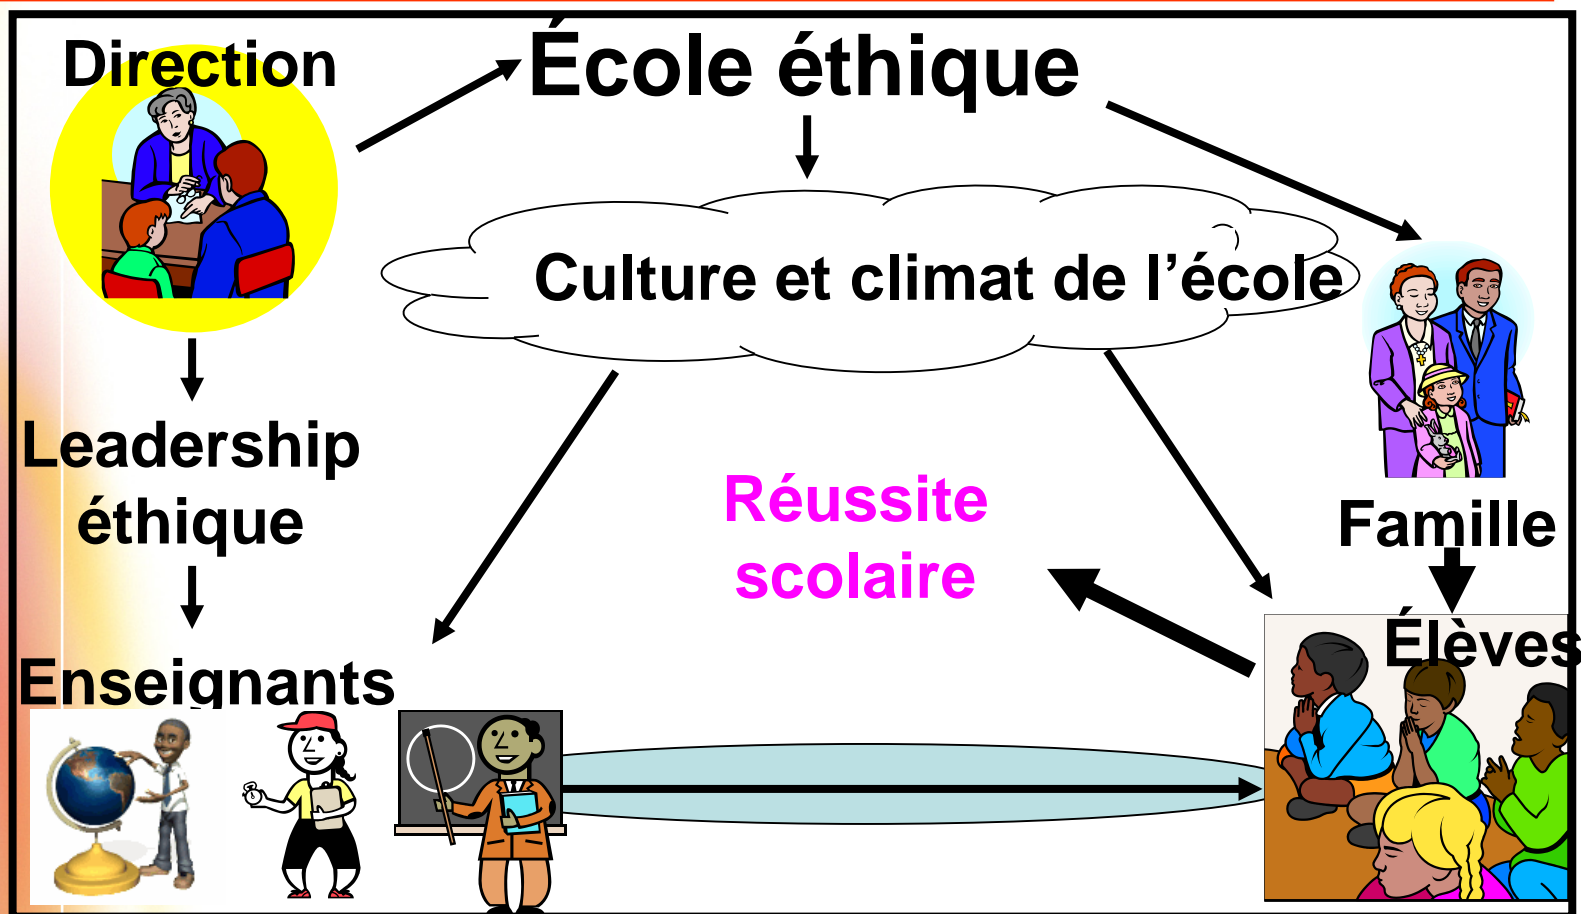 Direction
École éthique
Culture et climat de l’école
Leadership
éthique
Réussite
scolaire
Famille
Élèves
Enseignants